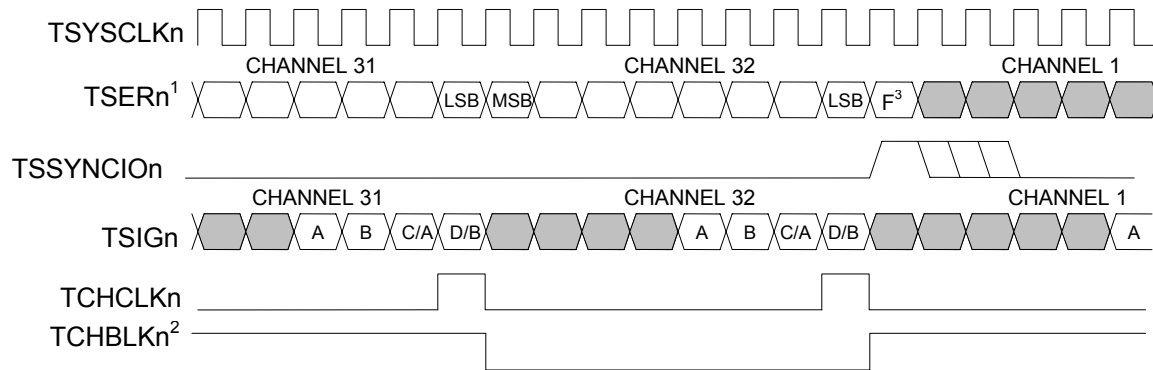 TSYSCLKn
CHANNEL 31 CHANNEL 32 CHANNEL 1
TSERn¹ LSB MSB LSB F³
TSSYNCIOn
CHANNEL 31 CHANNEL 32 CHANNEL 1
TSIGn A B C/A D/B A B C/A D/B A
TCHCLKn
TCHBLKn²